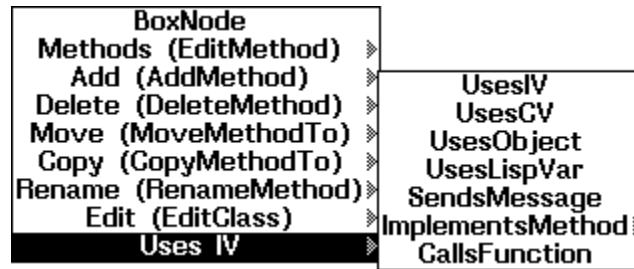 BoxNode
Methods (EditMethod)
Add (AddMethod)
Delete (DeleteMethod)
Move (MoveMethodTo)
Copy (CopyMethodTo)
Rename (RenameMethod)
Edit (EditClass)
Uses IV
UsesIV
UsesCV
UsesObject
UsesLispVar
SendsMessage
ImplementsMethod
CallsFunction